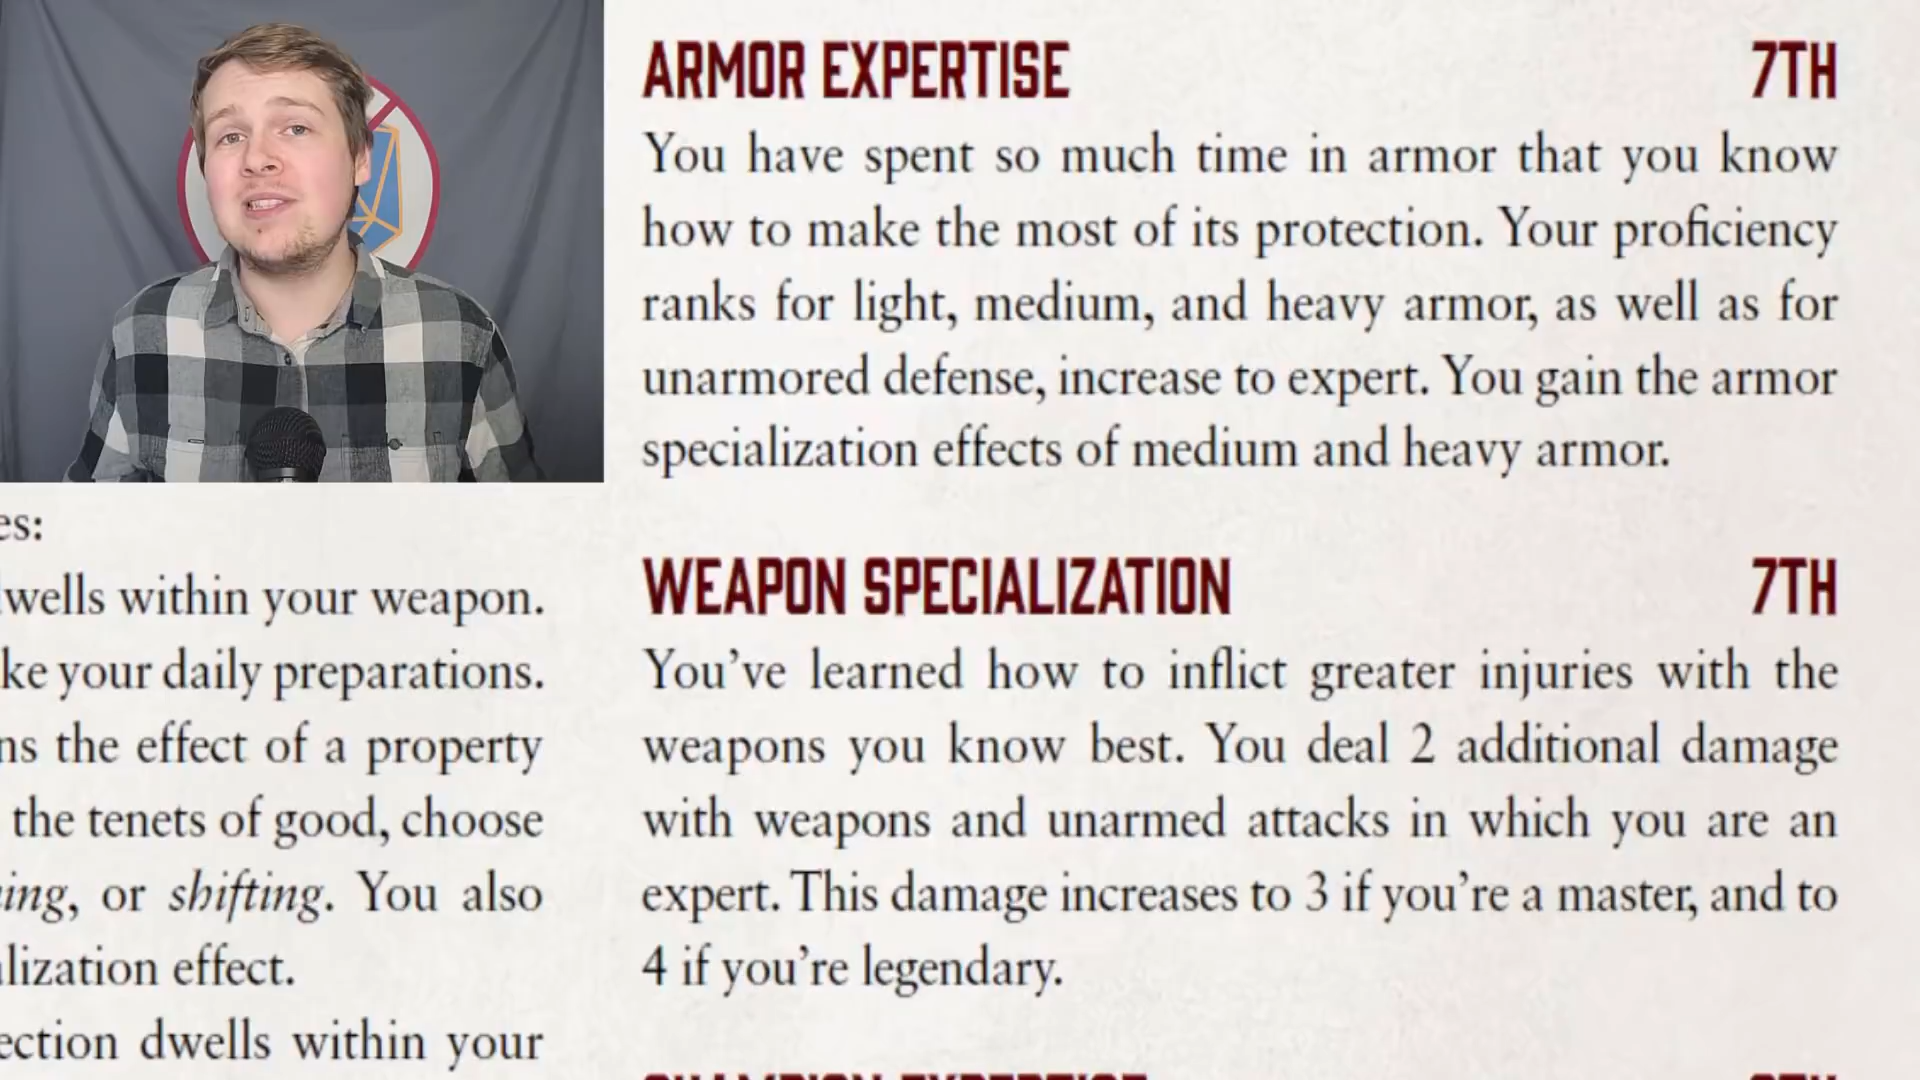 es:
within your weapon.
your daily preparations.
the effect of a property
the tenets of good, choose
or shifting. You also
effect.
dwells within your
ARMOR EXPERTISE 7TH
You have spent so much time in armor that you know
how to make the most of its protection. Your proficiency
ranks for light, medium, and heavy armor, as well as for
unarmored defense, increase to expert. You gain the armor
specialization effects of medium and heavy armor.
WEAPON SPECIALIZATION 7TH
You’ve learned how to inflict greater injuries with the
weapons you know best. You deal 2 additional damage
with weapons and unarmed attacks in which you are an
expert. This damage increases to 3 if you’re a master, and to
4 if you’re legendary.